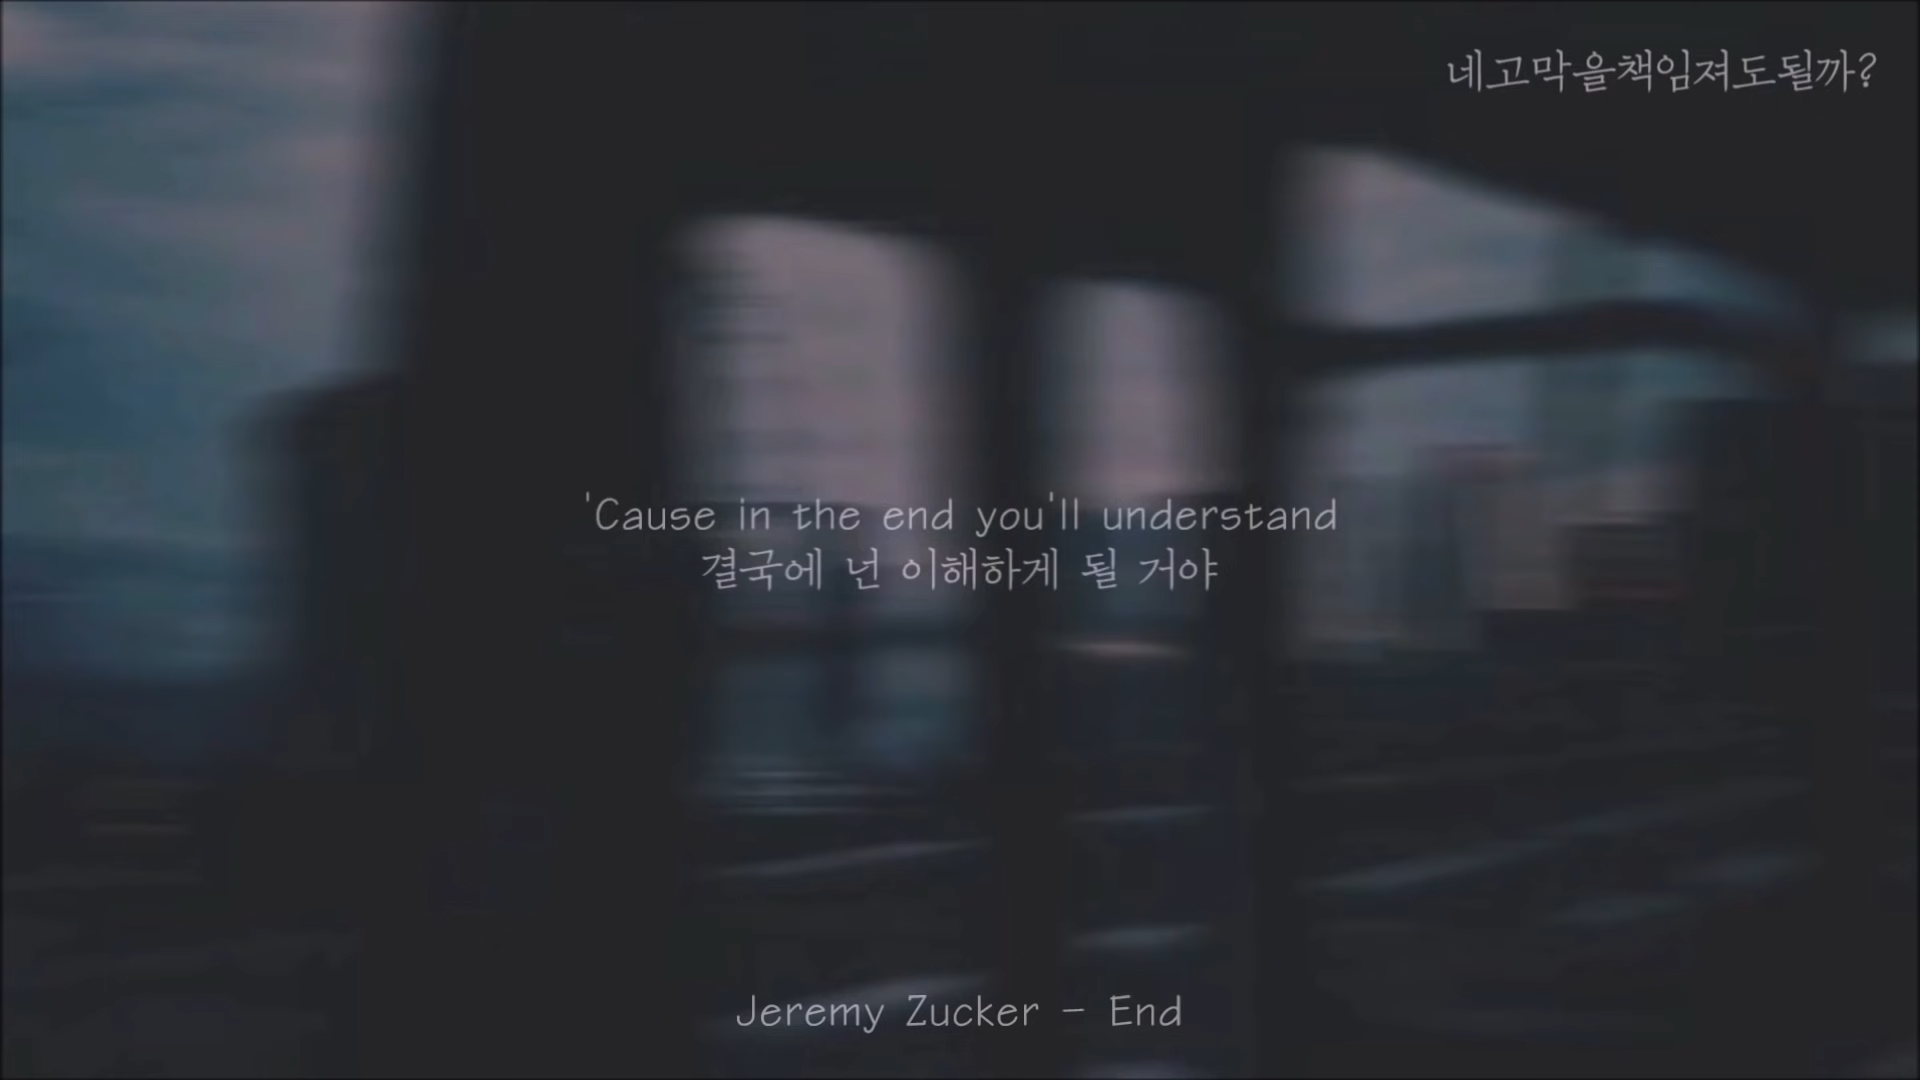 네고막을책임져도될까?
'Cause in the end you'll understand
결국에 넌 이해하게 될 거야
Jeremy Zucker - End